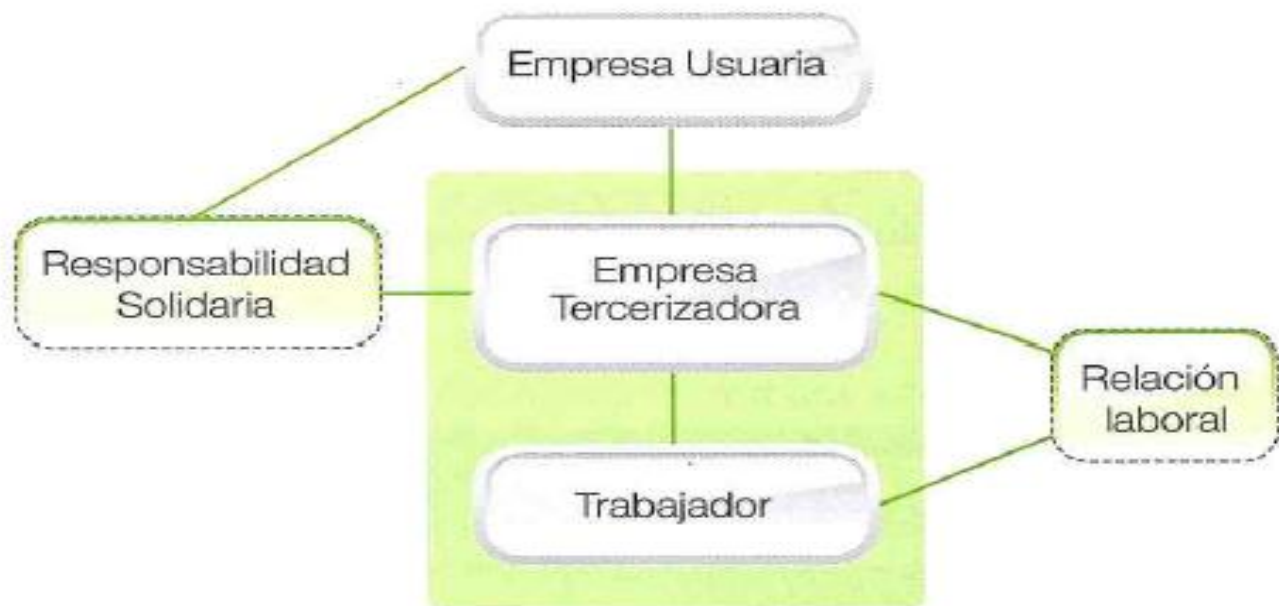 Empresa Usuaria
Responsabilidad
Solidaria
Empresa
Tercerizadora
Relación
laboral
Trabajador